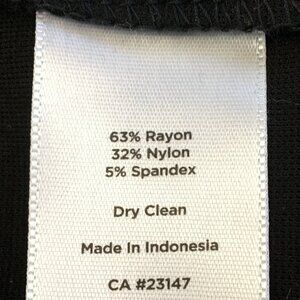 63% Rayon
32% Nylon
5% Spandex
Dry Clean
Made In Indonesia
CA #23147